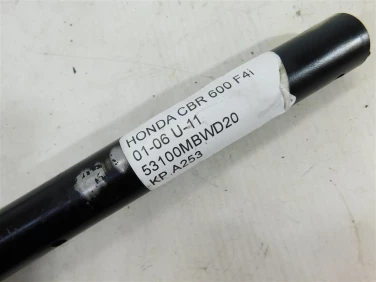 HONDA CBR 600 F4i
01-06 U-11
53100MBWD20
KP A253